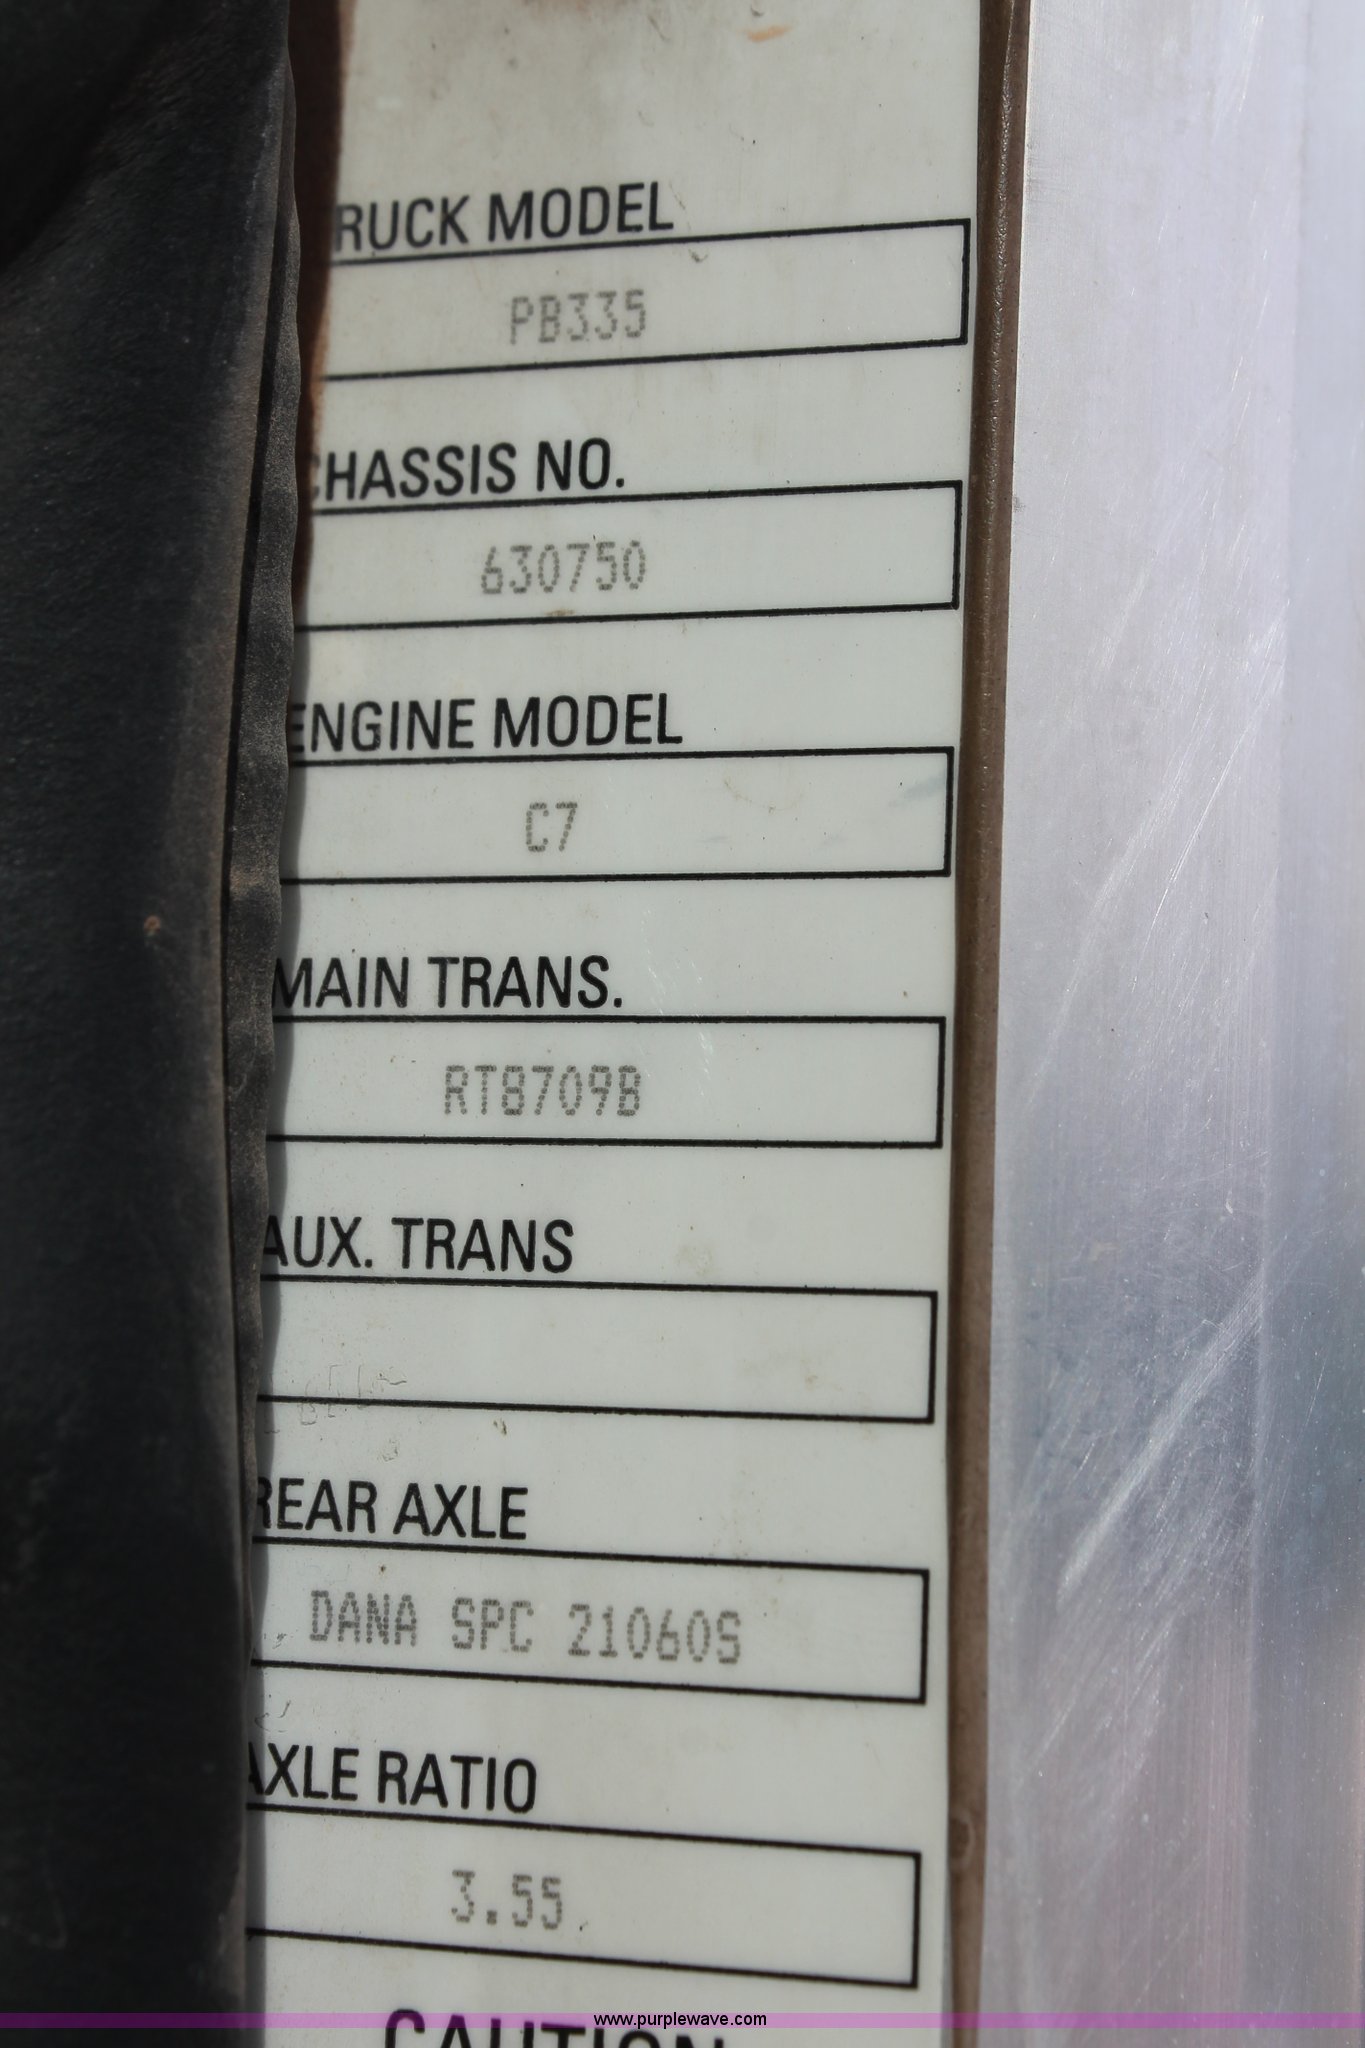 RUCK MODEL
PB335
CHASSIS NO.
630750
ENGINE MODEL
C7
MAIN TRANS.
RT8709B
AUX. TRANS
REAR AXLE
DANA SPC 21060S
AXLE RATIO
3.55
www.purplewave.com
CAUTION